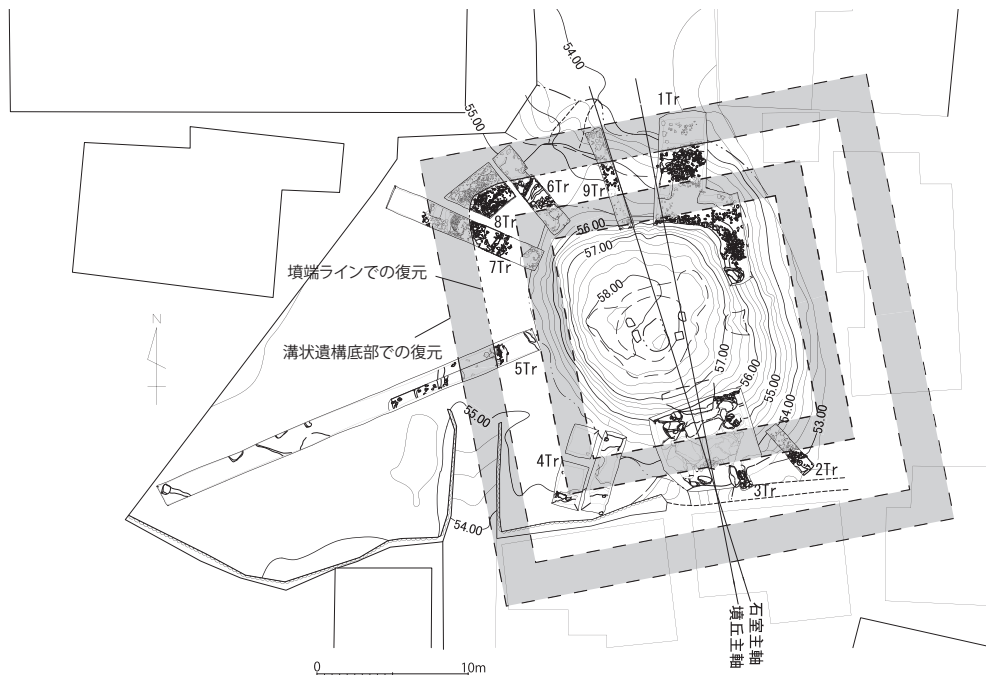 54.00
1Tr
55.00
6Tr
9Tr
8Tr
56.00
7Tr
57.00
墳端ラインでの復元
58.00
N
溝状遺構底部での復元
57.00
5Tr
56.00
55.00
54.00
53.00
55.00
4Tr
2Tr
3Tr
54.00
石室主軸
墳丘主軸
0 10m